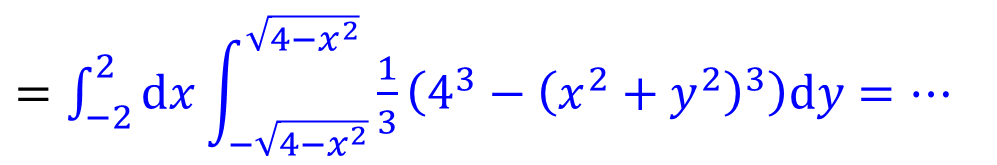 = ∫_{-2}^{2} dx ∫_{-√(4−x²)}^{√(4−x²)} 1/3 (4³ − (x² + y²)³)dy = ⋯